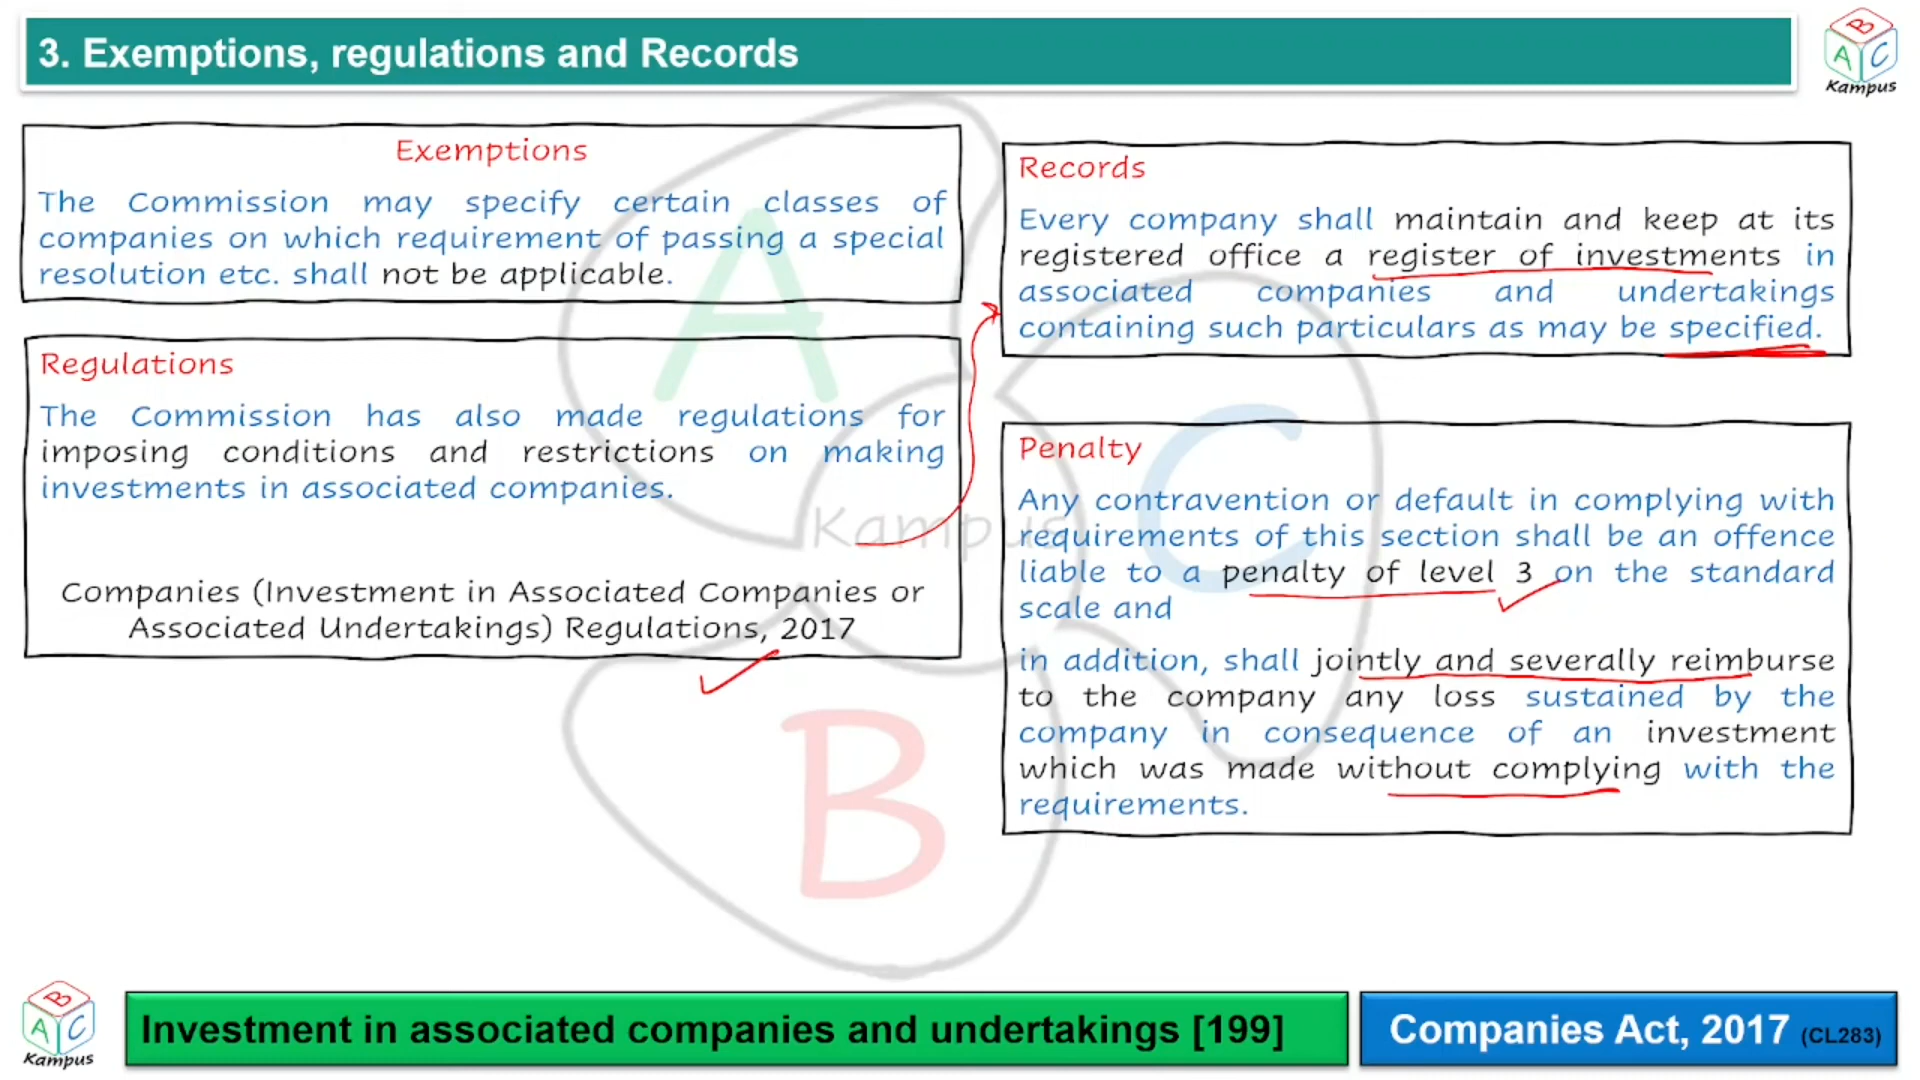 3. Exemptions, regulations and Records
B
A C
Kampus
Exemptions
The Commission may specify certain classes of
companies on which requirement of passing a special
resolution etc. shall not be applicable.
Regulations
The Commission has also made regulations for
imposing conditions and restrictions on making
investments in associated companies.
Companies (Investment in Associated Companies or
Associated Undertakings) Regulations, 2017
Records
Every company shall maintain and keep at its
registered office a register of investments in
associated companies and undertakings
containing such particulars as may be specified.
Penalty
Any contravention or default in complying with
requirements of this section shall be an offence
liable to a penalty of level 3 on the standard
scale and
in addition, shall jointly and severally reimburse
to the company any loss sustained by the
company in consequence of an investment
which was made without complying with the
requirements.
A
Kampus C
B
B
A C
Kampus
Investment in associated companies and undertakings [199]
Companies Act, 2017 (CL283)